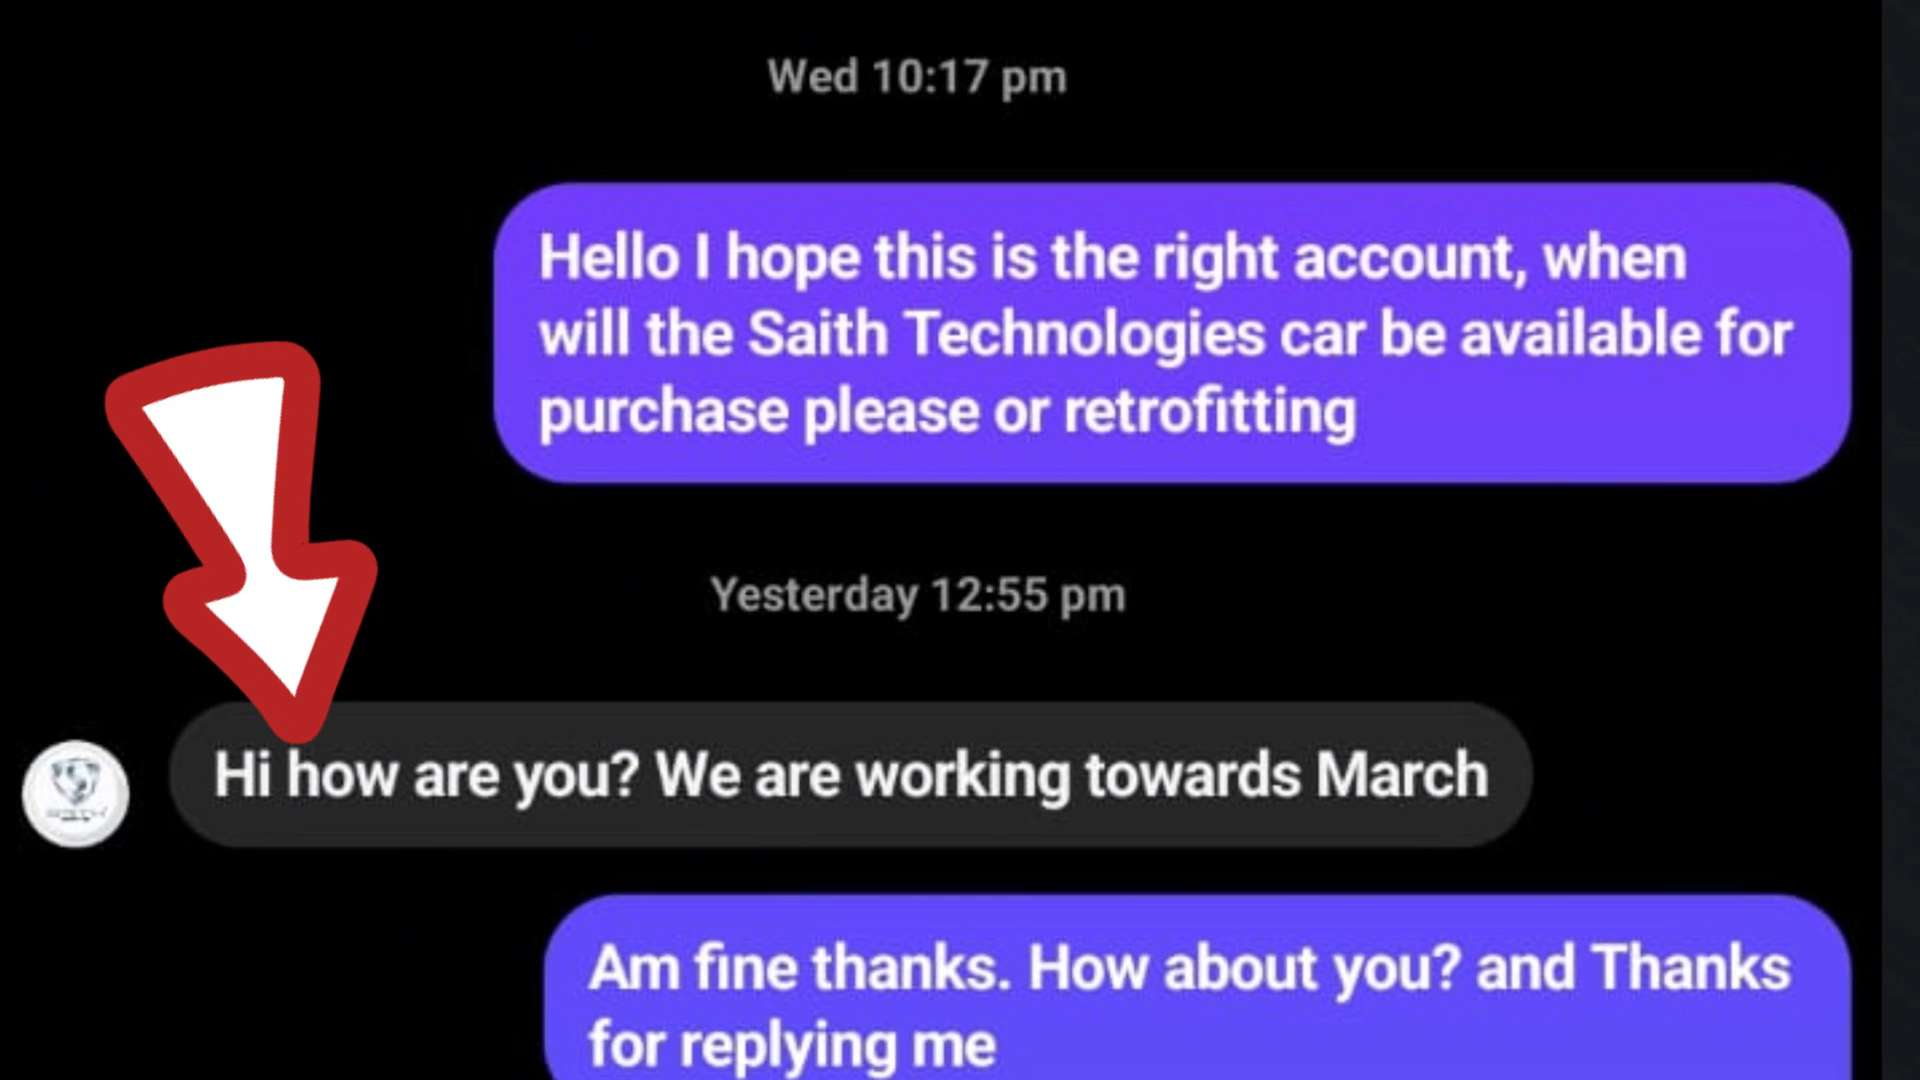 Wed 10:17 pm
Hello I hope this is the right account, when
will the Saith Technologies car be available for
purchase please or retrofitting
Yesterday 12:55 pm
Hi how are you? We are working towards March
Am fine thanks. How about you? and Thanks
for replying me